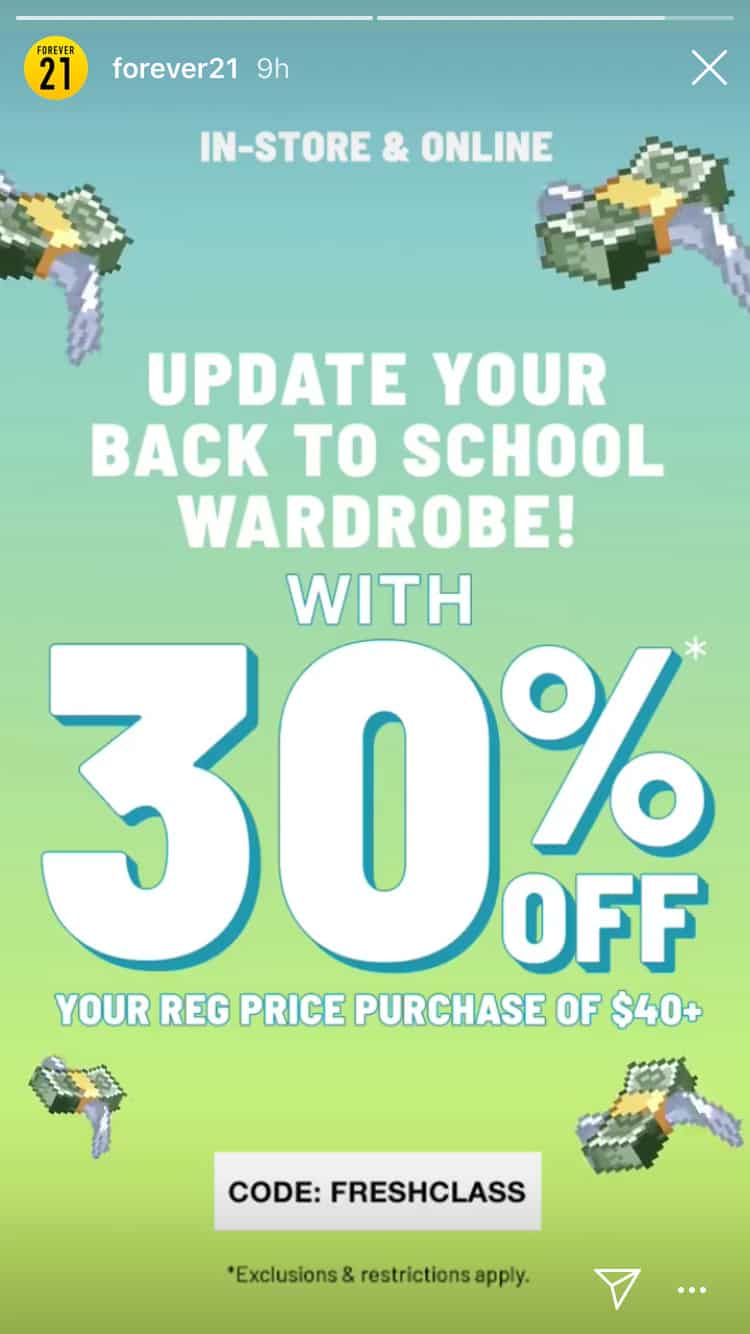 FOREVER
21
forever21 9h
IN-STORE & ONLINE
UPDATE YOUR
BACK TO SCHOOL
WARDROBE!
WITH
30%*
OFF
YOUR REG PRICE PURCHASE OF $40+
CODE: FRESHCLASS
*Exclusions & restrictions apply.